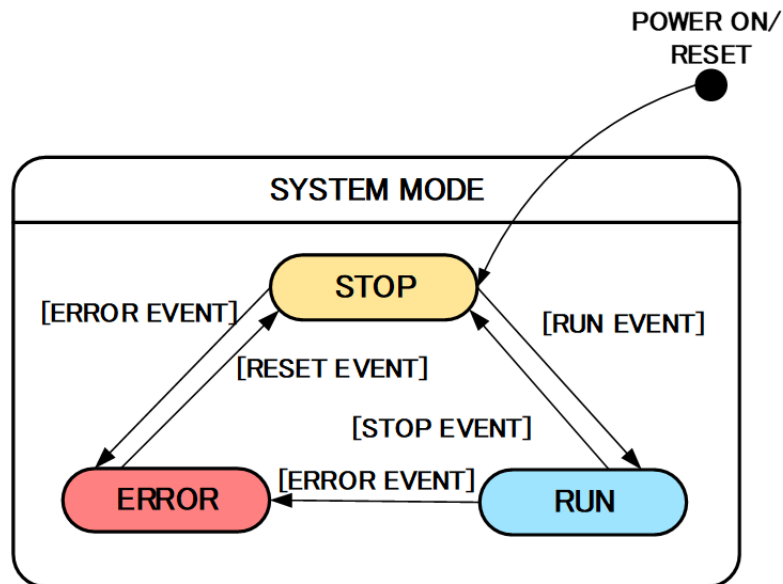 POWER ON/
RESET
SYSTEM MODE
STOP
[ERROR EVENT]
[RUN EVENT]
[RESET EVENT]
[STOP EVENT]
[ERROR EVENT]
ERROR
RUN